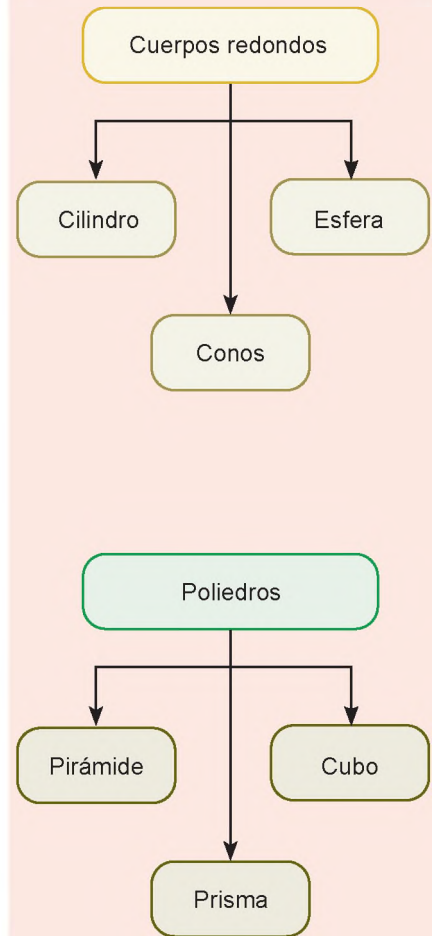 Cuerpos redondos
Cilindro
Esfera
Conos
Poliedros
Pirámide
Cubo
Prisma